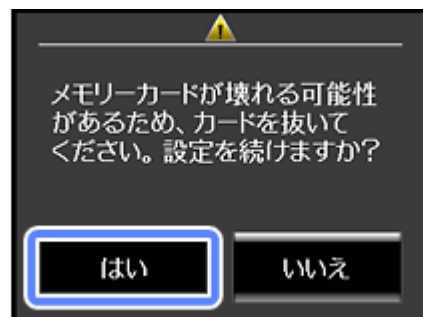 メモリーカードが壊れる可能性
があるため、カードを抜いて
ください。設定を続けますか?
はい いいえ